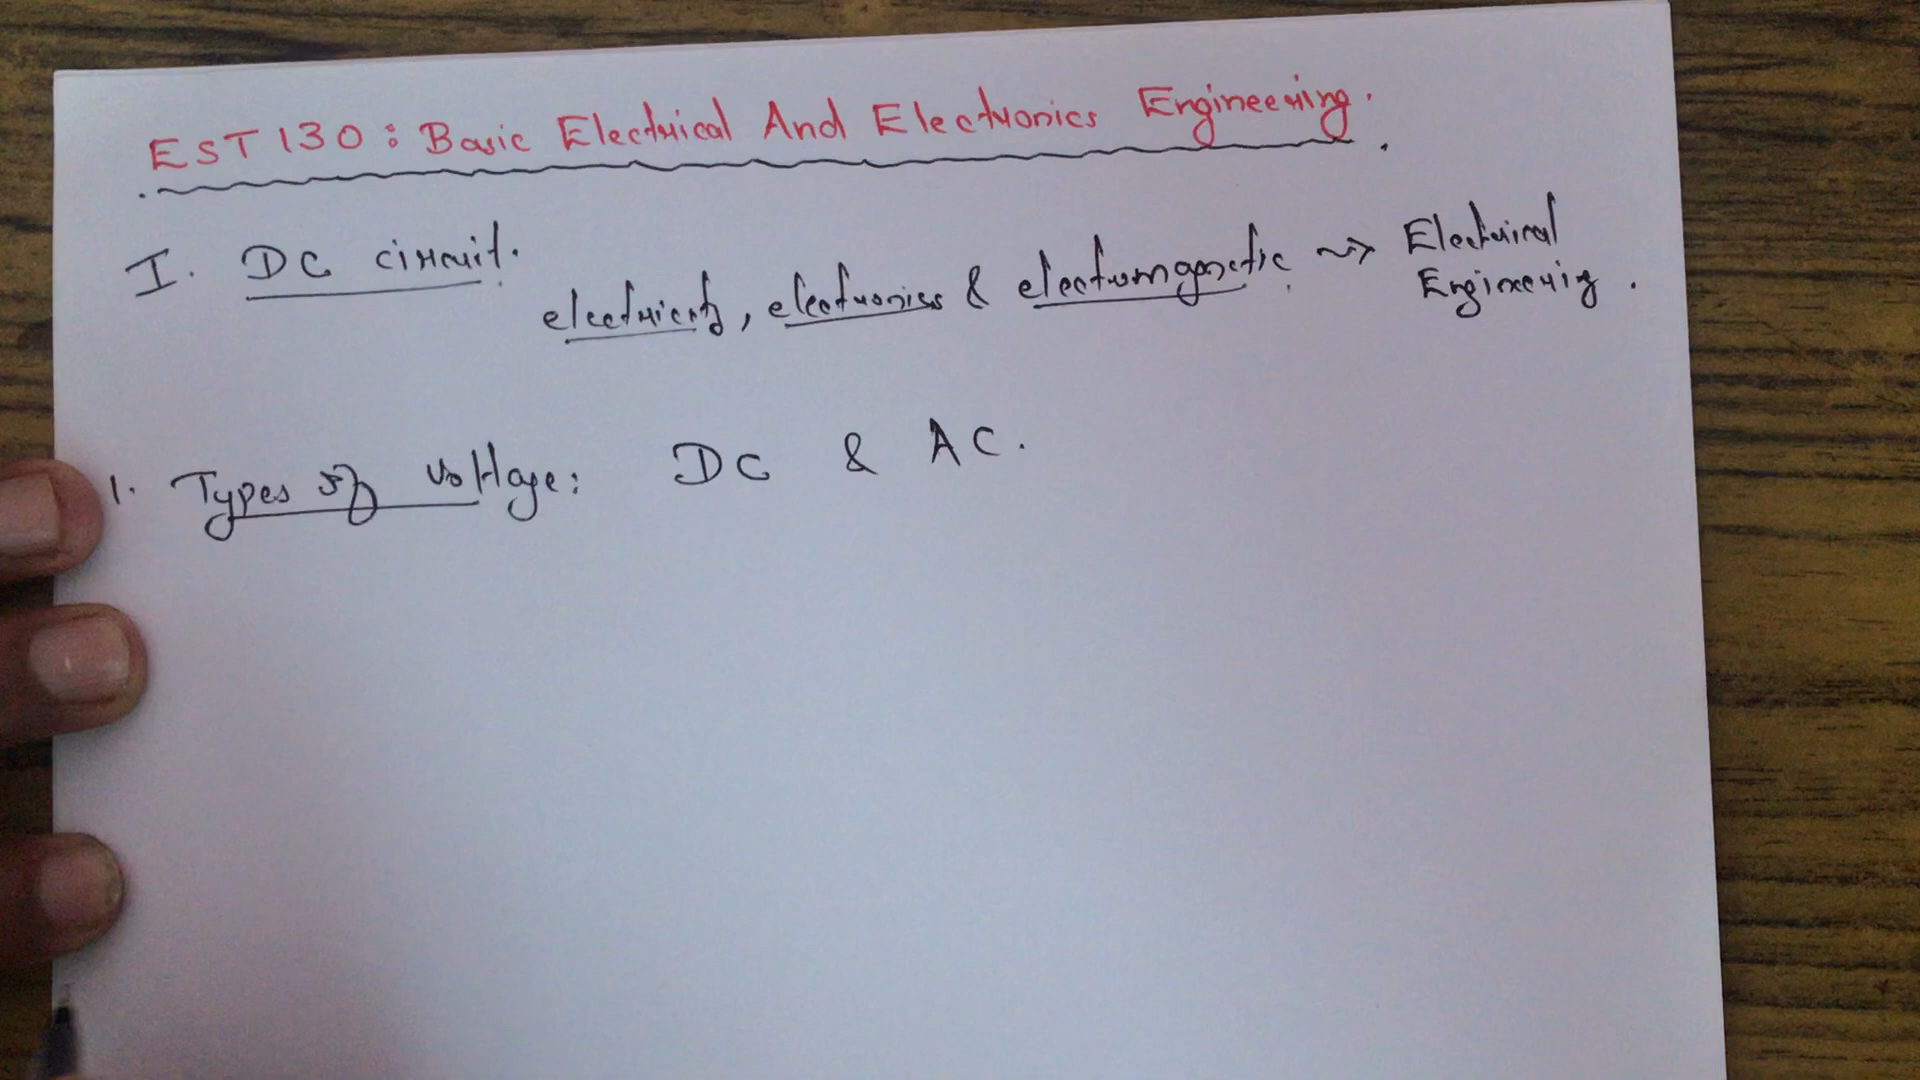 EST 130: Basic Electrical And Electronics Engineering.
I. DC circuit.
electricity, electronics & electromagnetic ⇝ Electrical Engineering.
1. Types of voltage: DC & AC.